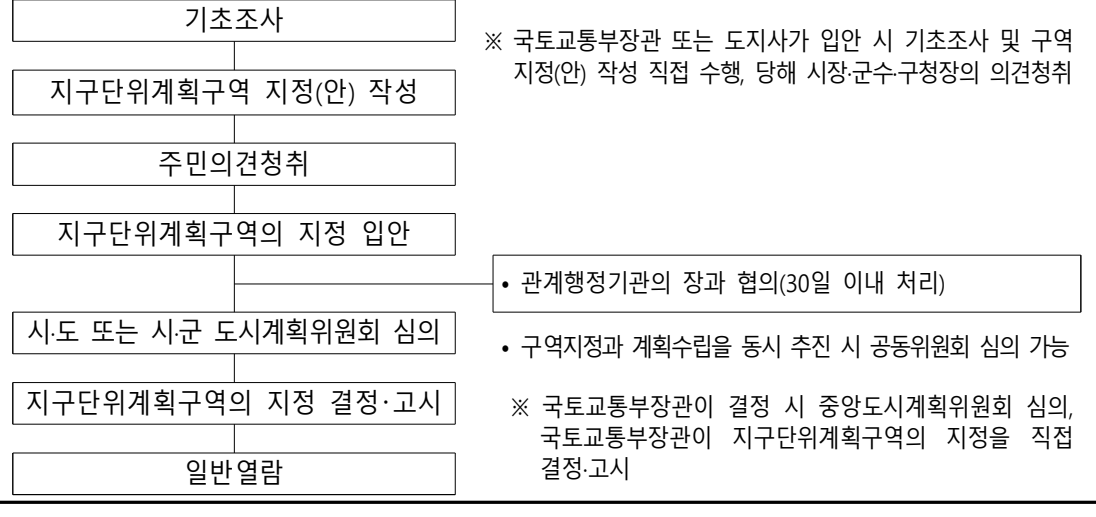 기초조사
※ 국토교통부장관 또는 도지사가 입안 시 기초조사 및 구역
지정(안) 작성 직접 수행, 당해 시장·군수·구청장의 의견청취
지구단위계획구역 지정(안) 작성
주민의견청취
지구단위계획구역의 지정 입안
• 관계행정기관의 장과 협의(30일 이내 처리)
시·도 또는 시·군 도시계획위원회 심의
• 구역지정과 계획수립을 동시 추진 시 공동위원회 심의 가능
지구단위계획구역의 지정 결정·고시
※ 국토교통부장관이 결정 시 중앙도시계획위원회 심의,
국토교통부장관이 지구단위계획구역의 지정을 직접
결정·고시
일반열람